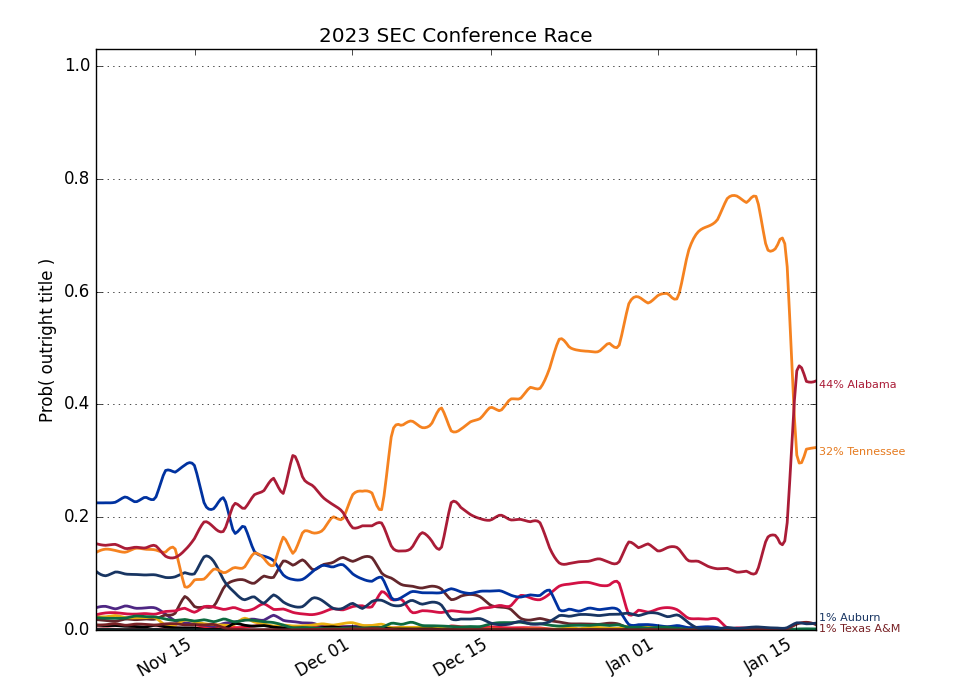 2023 SEC Conference Race
Prob( outright title )
1.0
0.8
0.6
0.4
0.2
0.0
Nov 15
Dec 01
Dec 15
Jan 01
Jan 15
44% Alabama
32% Tennessee
1% Auburn
1% Texas A&M